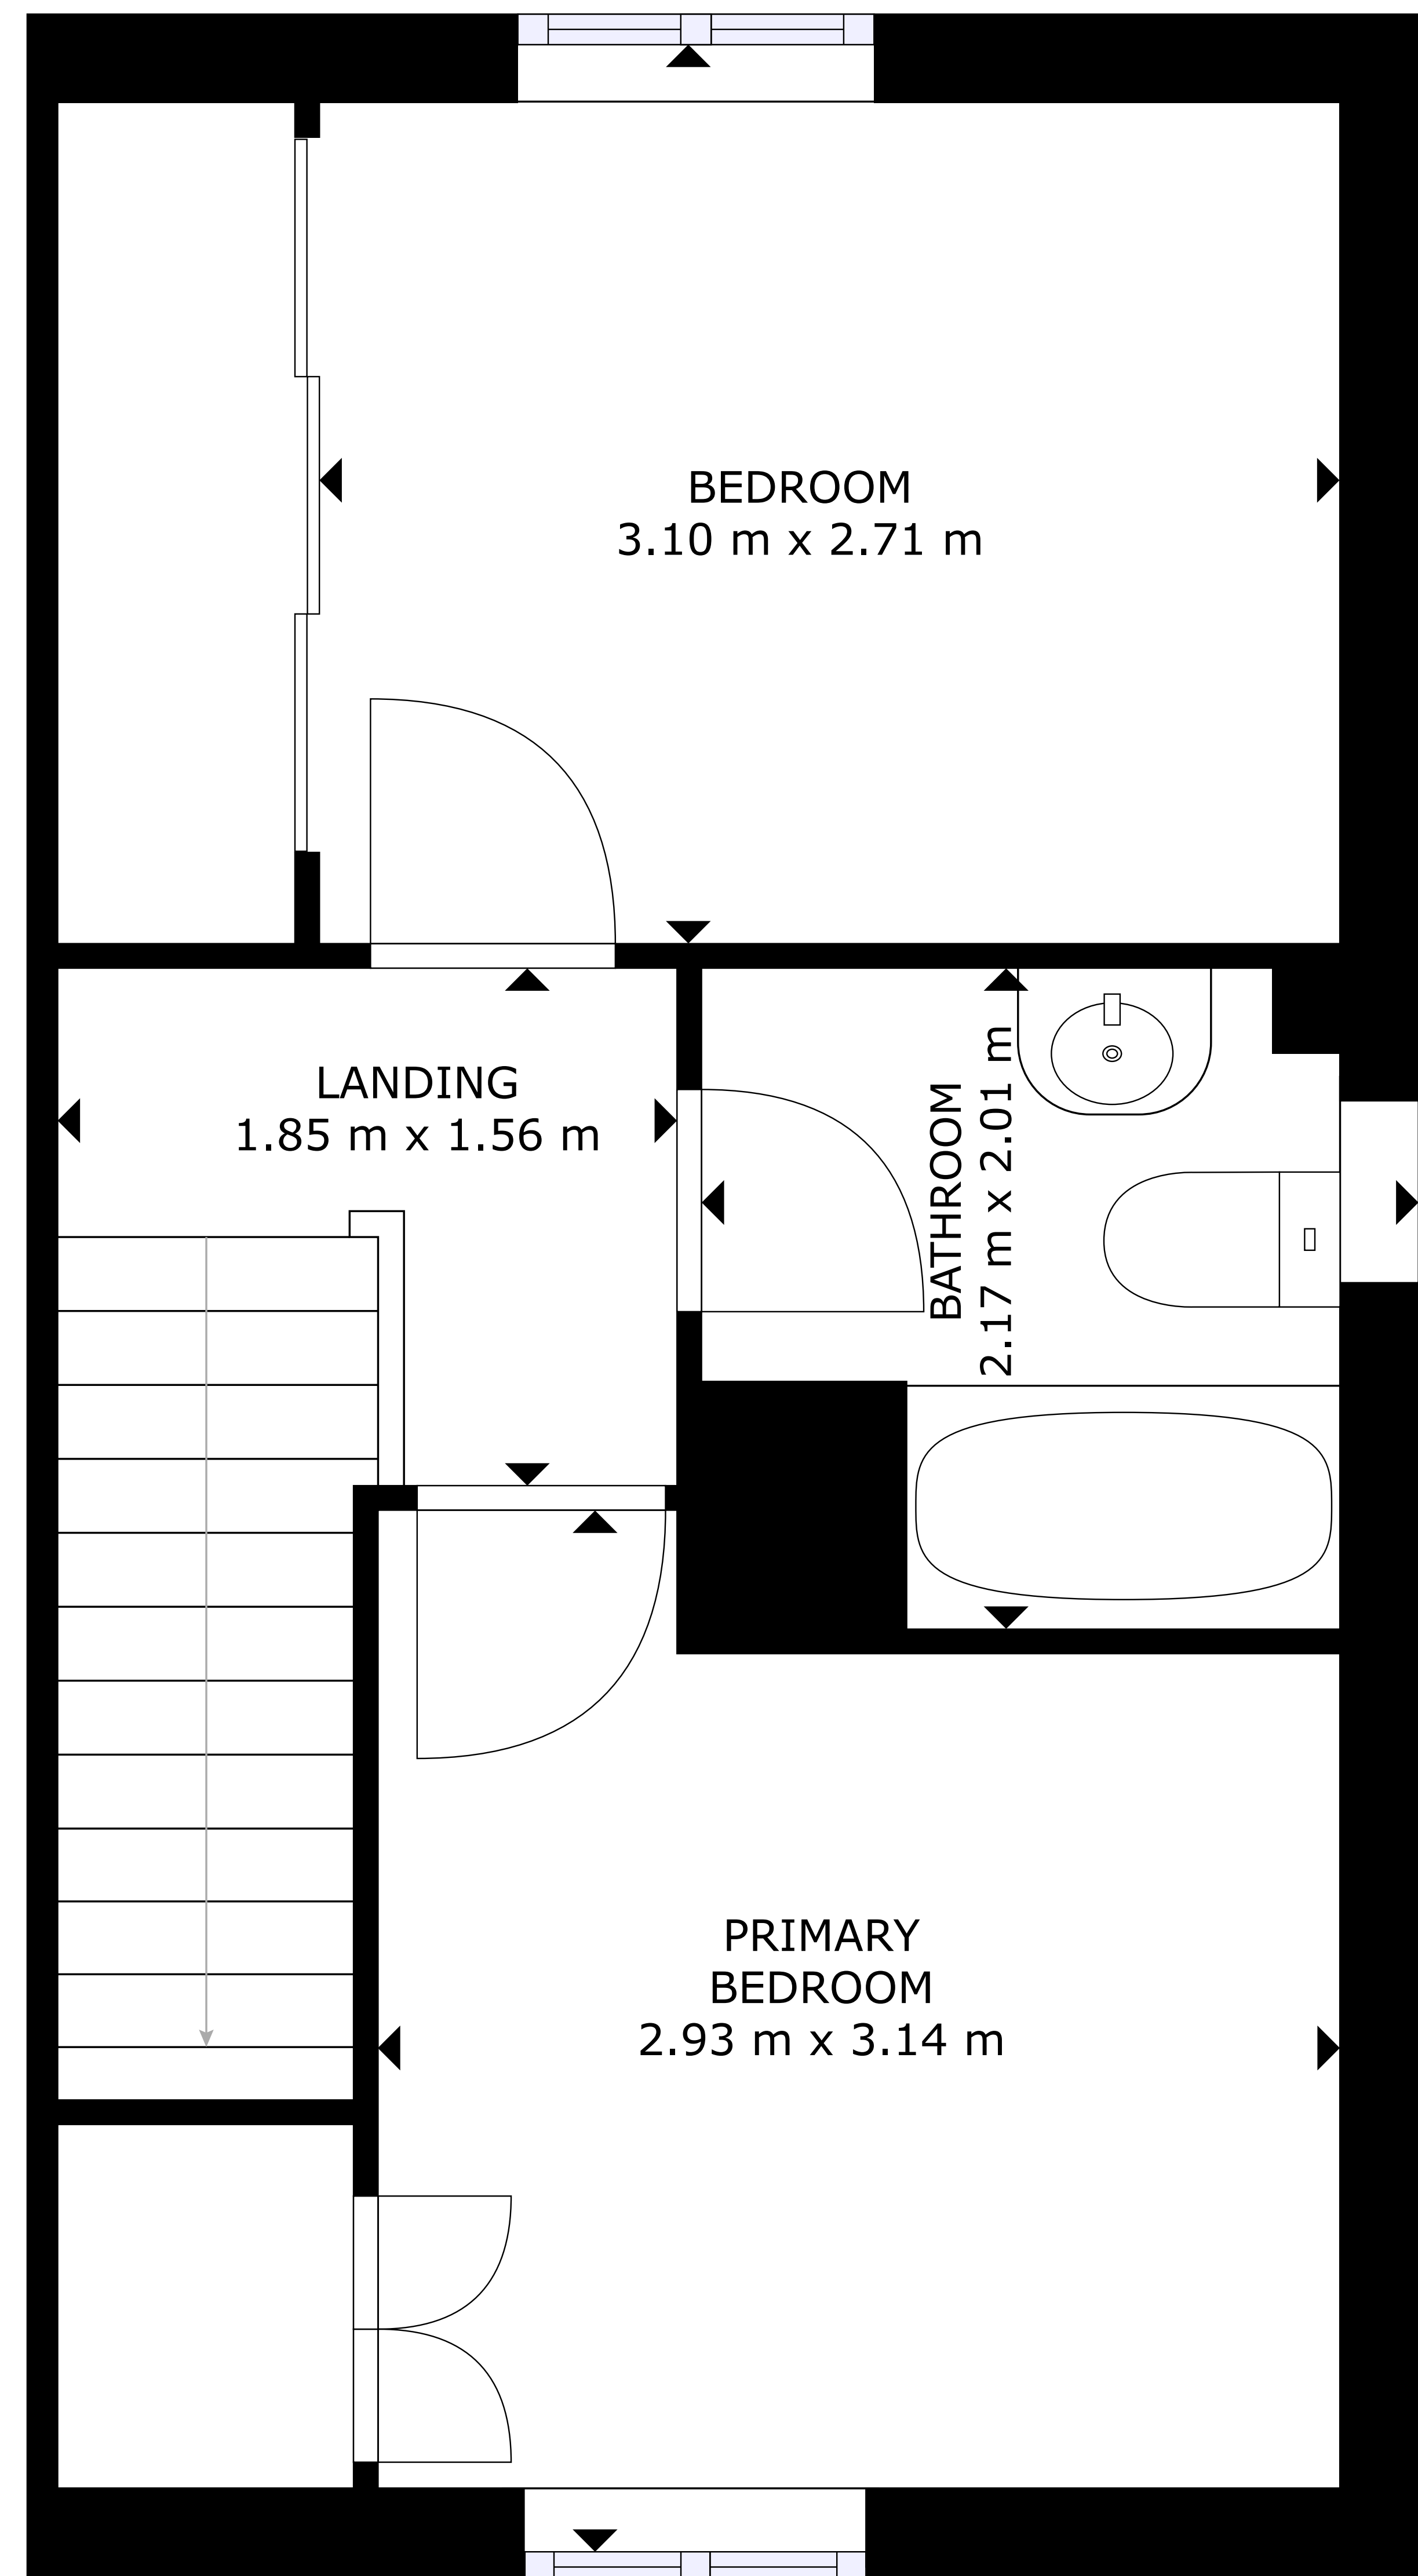 BEDROOM
3.10 m x 2.71 m
LANDING
1.85 m x 1.56 m
BATHROOM
2.17 m x 2.01 m
PRIMARY
BEDROOM
2.93 m x 3.14 m